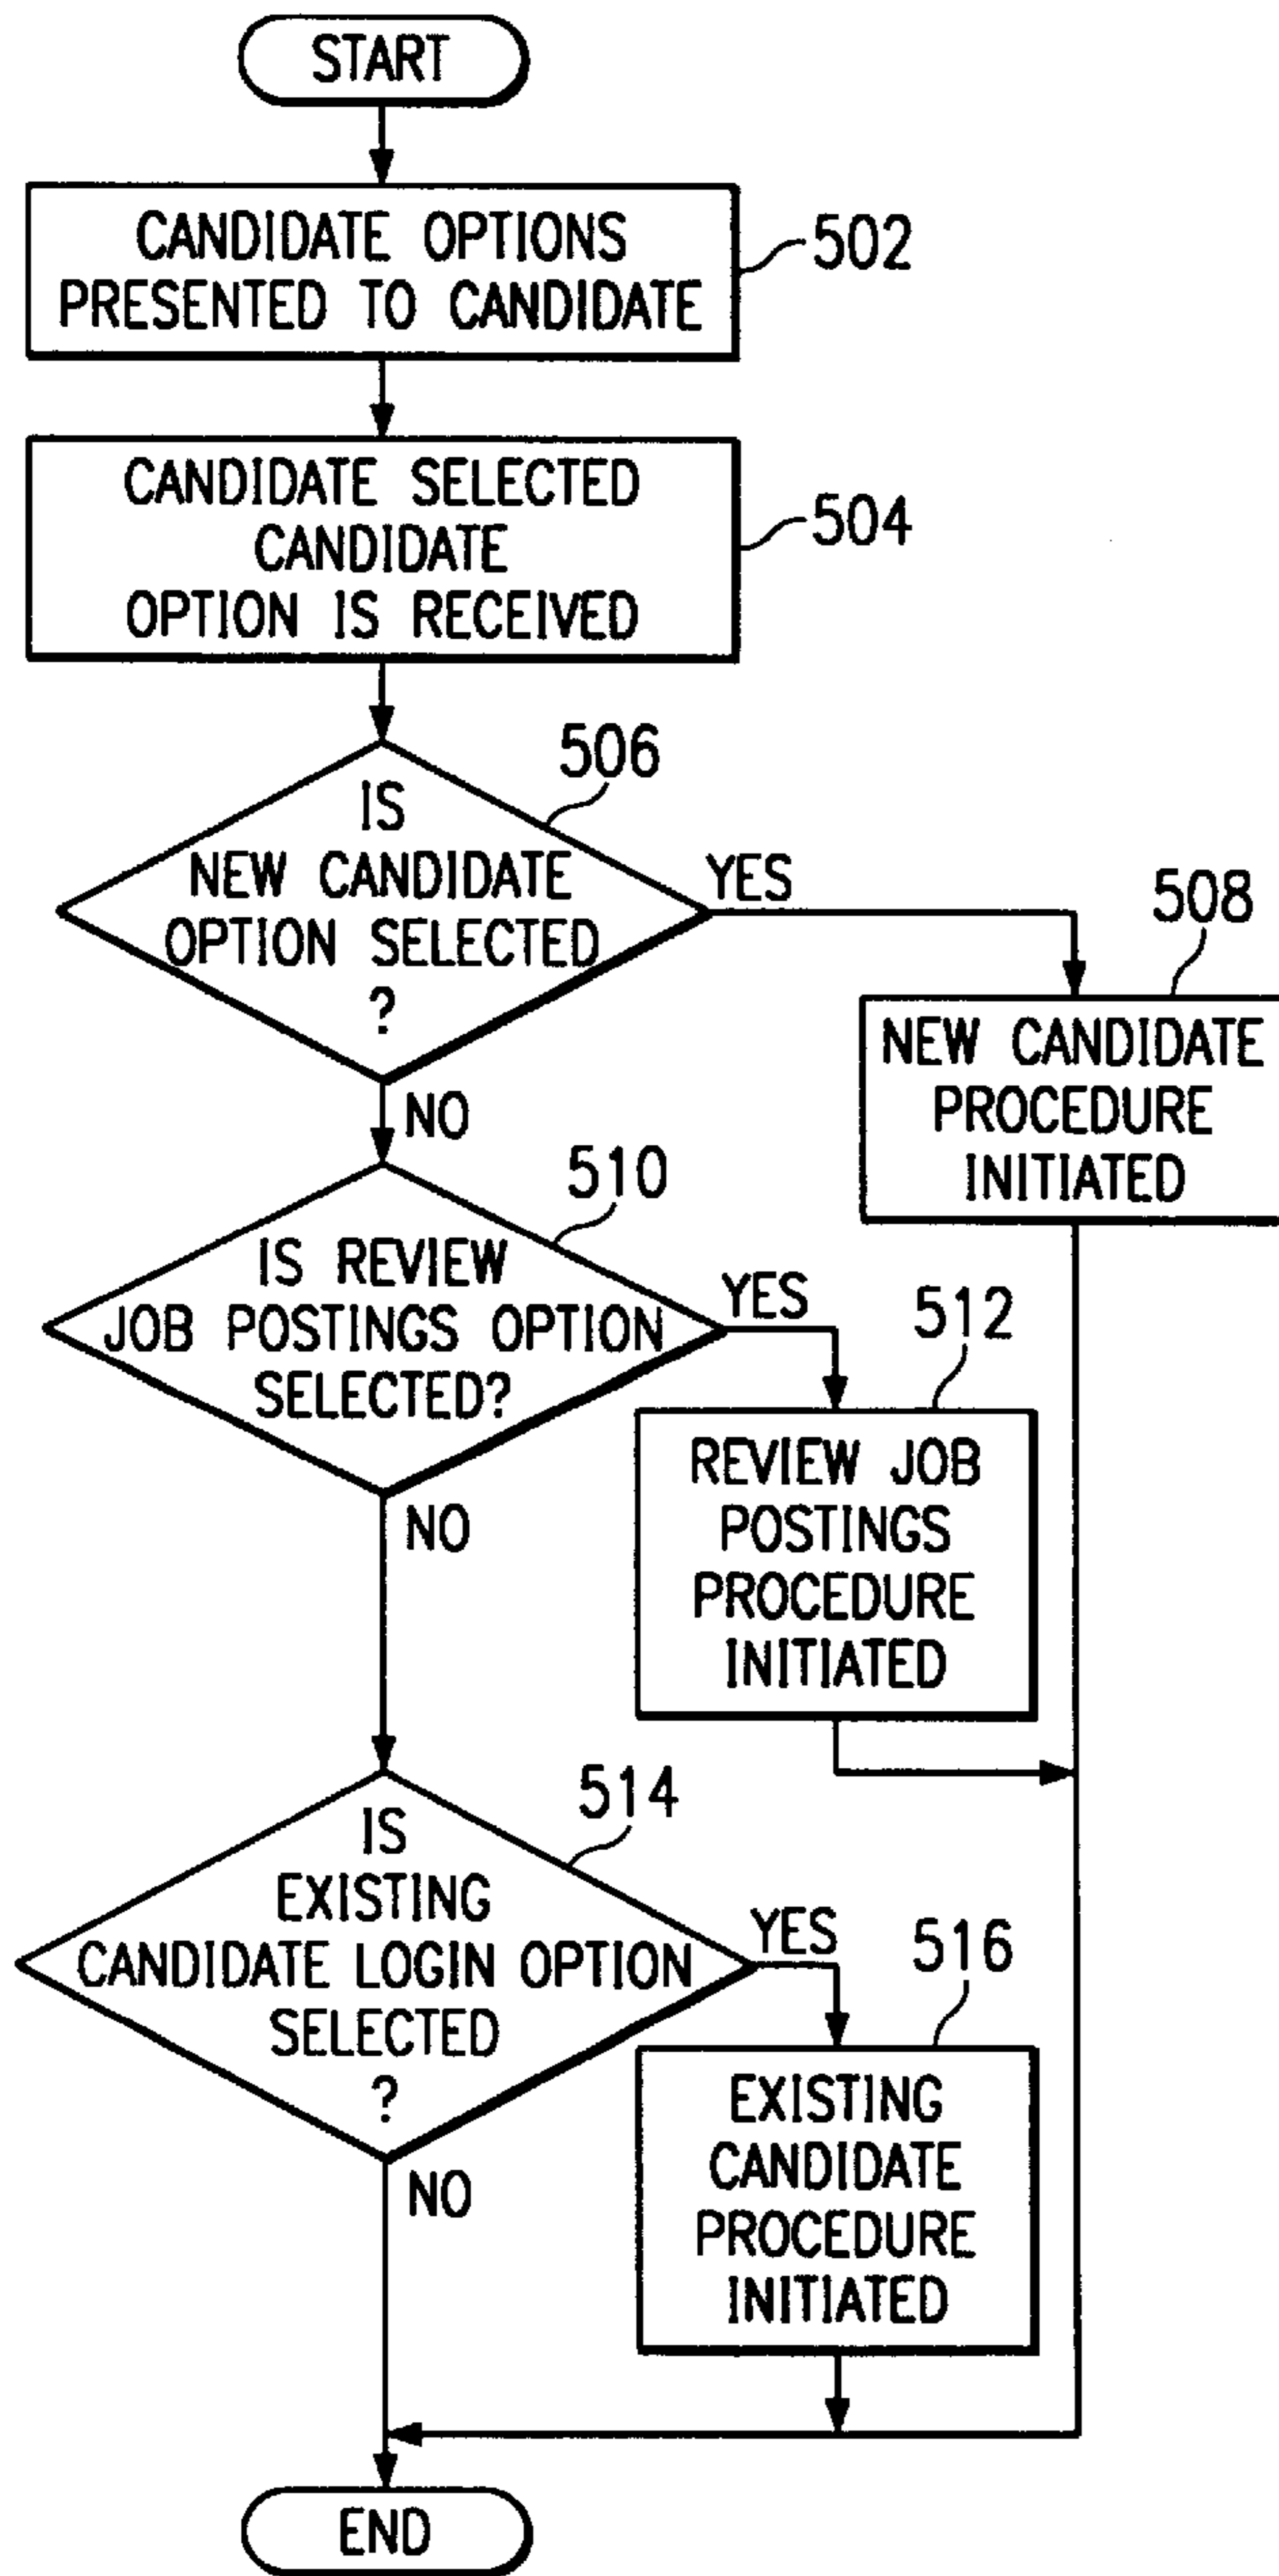 START
CANDIDATE OPTIONS
PRESENTED TO CANDIDATE
502
CANDIDATE SELECTED
CANDIDATE
OPTION IS RECEIVED
504
506
IS
NEW CANDIDATE
OPTION SELECTED
?
YES
NO
508
NEW CANDIDATE
PROCEDURE
INITIATED
510
IS REVIEW
JOB POSTINGS OPTION
SELECTED?
YES
NO
512
REVIEW JOB
POSTINGS
PROCEDURE
INITIATED
514
IS
EXISTING
CANDIDATE LOGIN OPTION
SELECTED
?
YES
NO
516
EXISTING
CANDIDATE
PROCEDURE
INITIATED
END